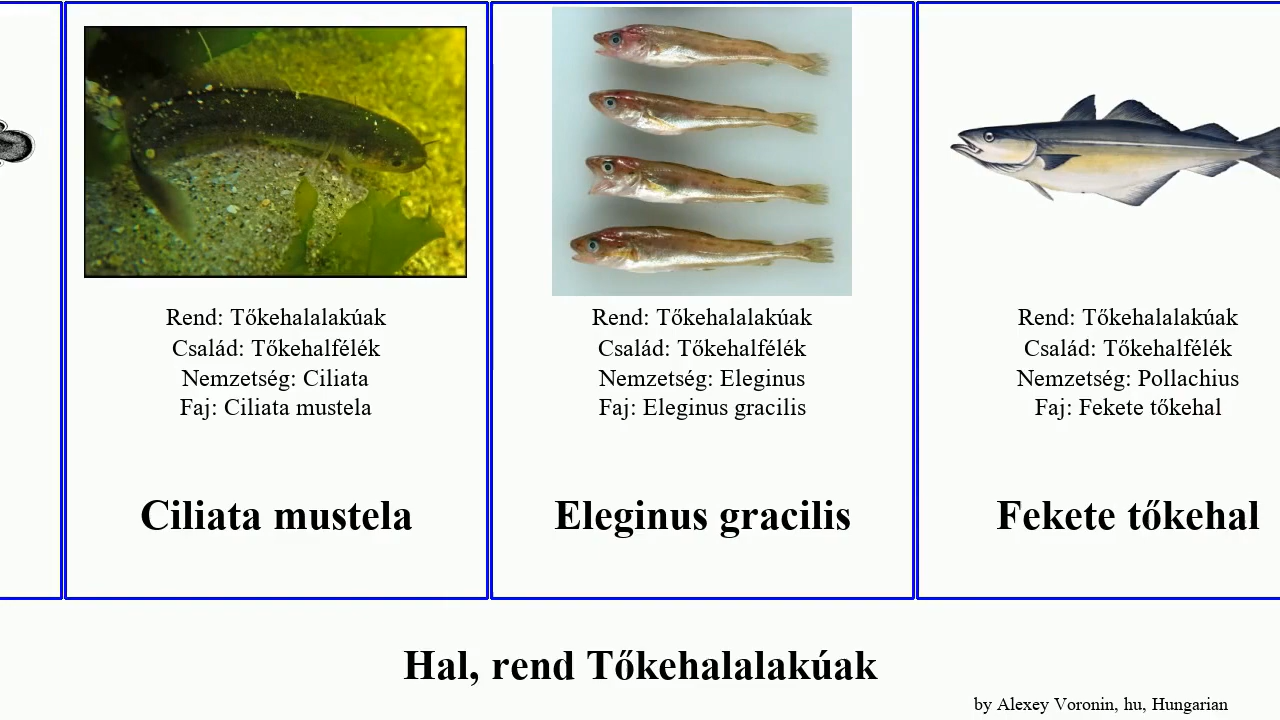 Rend: Tőkehalalakúak
Család: Tőkehalfélék
Nemzetség: Ciliata
Faj: Ciliata mustela
Ciliata mustela
Rend: Tőkehalalakúak
Család: Tőkehalfélék
Nemzetség: Eleginus
Faj: Eleginus gracilis
Eleginus gracilis
Rend: Tőkehalalakúak
Család: Tőkehalfélék
Nemzetség: Pollachius
Faj: Fekete tőkehal
Fekete tőkehal
Hal, rend Tőkehalalakúak
by Alexey Voronin, hu, Hungarian